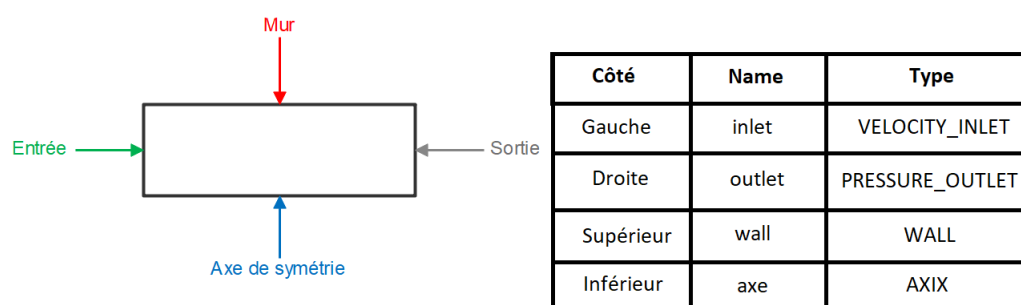 Mur
Entrée
Sortie
Axe de symétrie
Côté Name Type
Gauche inlet VELOCITY_INLET
Droite outlet PRESSURE_OUTLET
Supérieur wall WALL
Inférieur axe AXIX